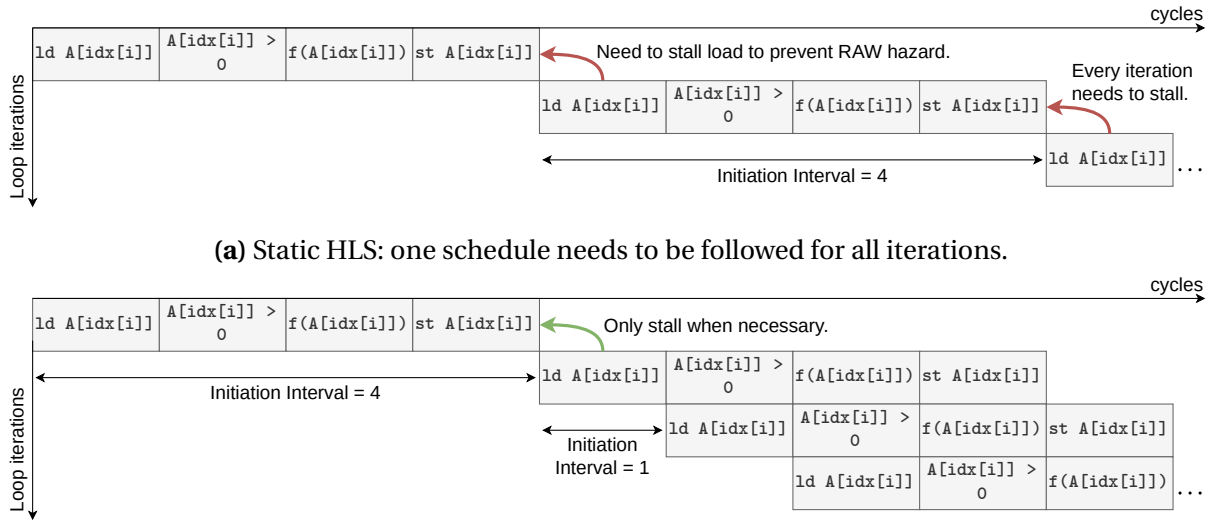 cycles
ld A[idx[i]] A[idx[i]] > 0 f(A[idx[i]]) st A[idx[i]] Need to stall load to prevent RAW hazard.
Every iteration
needs to stall.
ld A[idx[i]] A[idx[i]] > 0 f(A[idx[i]]) st A[idx[i]]
Loop iterations
Initiation Interval = 4
ld A[idx[i]] ...
(a) Static HLS: one schedule needs to be followed for all iterations.
cycles
ld A[idx[i]] A[idx[i]] > 0 f(A[idx[i]]) st A[idx[i]] Only stall when necessary.
Initiation Interval = 4
ld A[idx[i]] A[idx[i]] > 0 f(A[idx[i]]) st A[idx[i]]
Loop iterations
Initiation
Interval = 1
ld A[idx[i]] A[idx[i]] > 0 f(A[idx[i]]) st A[idx[i]]
ld A[idx[i]] A[idx[i]] > 0 f(A[idx[i]]) ...